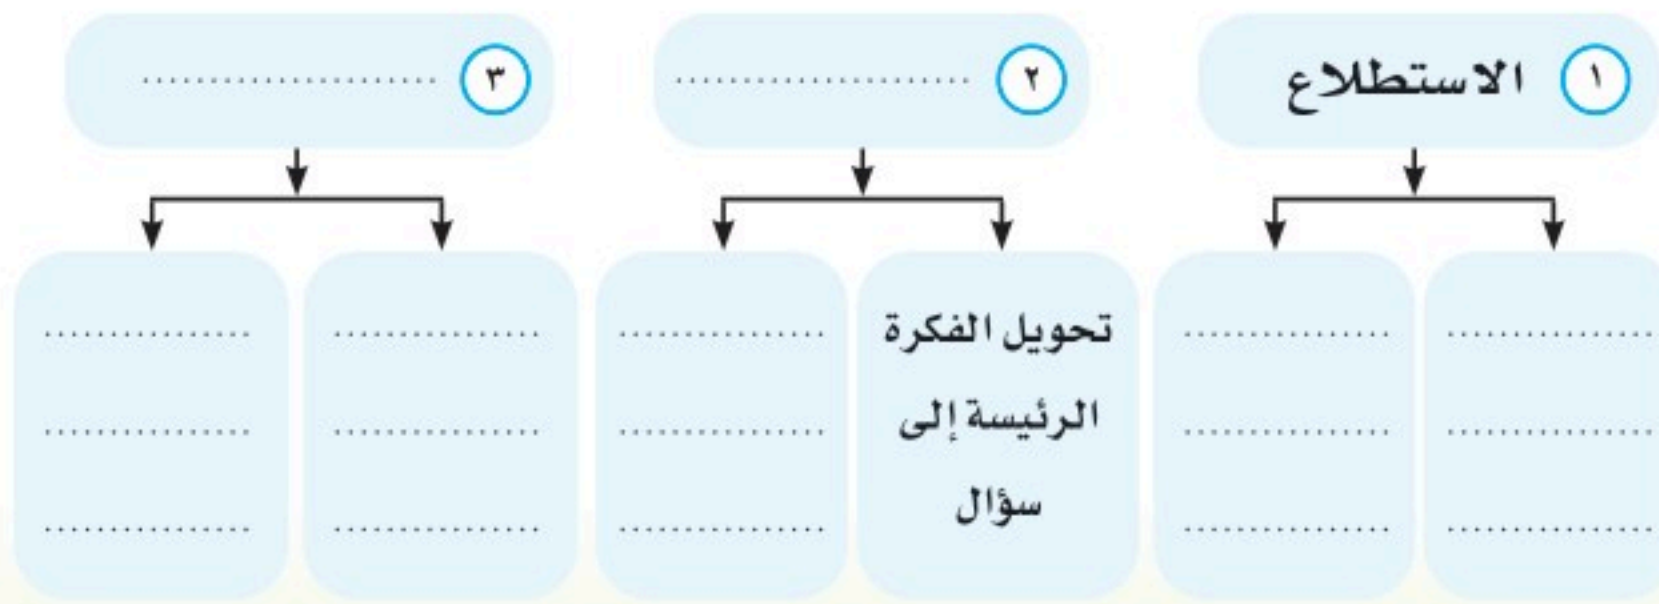 ١ الاستطلاع
٢ ......................
٣ ......................
تحويل الفكرة
الرئيسة إلى
سؤال